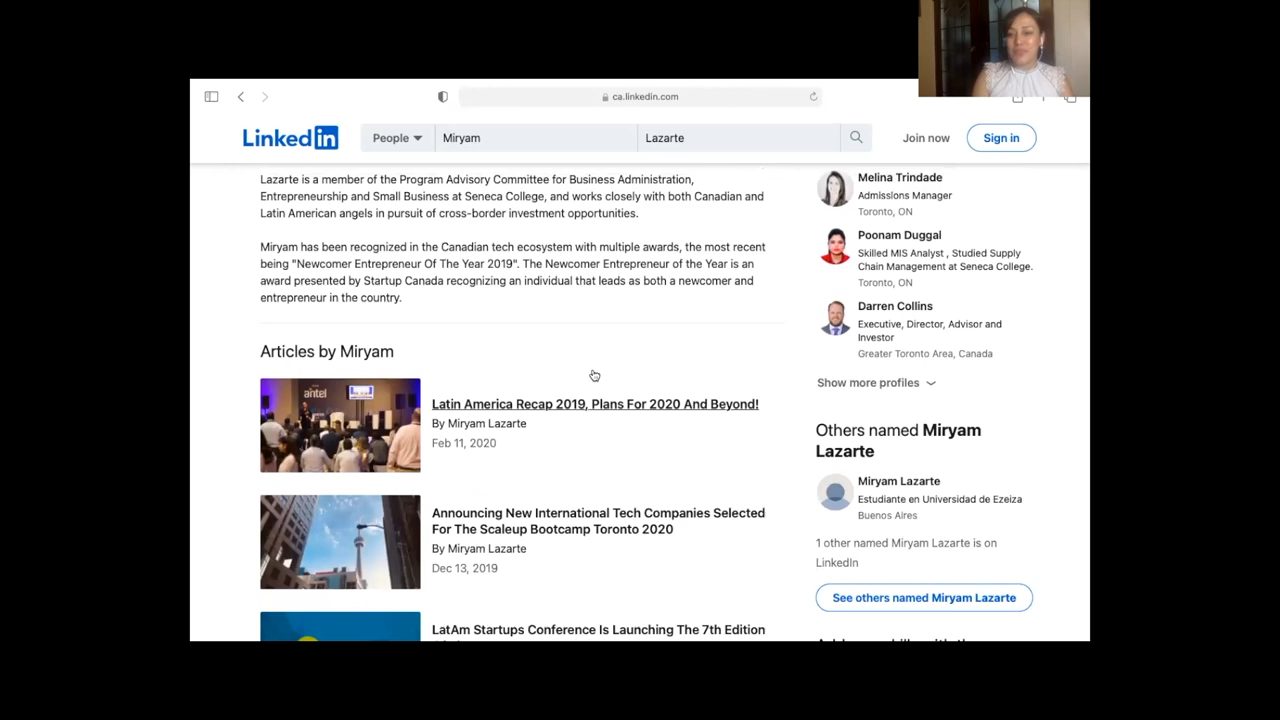 ca.linkedin.com
Linked in
People
Miryam
Lazarte
Join now
Sign in
Lazarte is a member of the Program Advisory Committee for Business Administration,
Entrepreneurship and Small Business at Seneca College, and works closely with both Canadian and
Latin American angels in pursuit of cross-border investment opportunities.
Miryam has been recognized in the Canadian tech ecosystem with multiple awards, the most recent
being "Newcomer Entrepreneur Of The Year 2019". The Newcomer Entrepreneur of the Year is an
award presented by Startup Canada recognizing an individual that leads as both a newcomer and
entrepreneur in the country.
Articles by Miryam
antel
Latin America Recap 2019, Plans For 2020 And Beyond!
By Miryam Lazarte
Feb 11, 2020
Announcing New International Tech Companies Selected
For The Scaleup Bootcamp Toronto 2020
By Miryam Lazarte
Dec 13, 2019
LatAm Startups Conference Is Launching The 7th Edition
Melina Trindade
Admissions Manager
Toronto, ON
Poonam Duggal
Skilled MIS Analyst , Studied Supply
Chain Management at Seneca College.
Toronto, ON
Darren Collins
Executive, Director, Advisor and
Investor
Greater Toronto Area, Canada
Show more profiles
Others named Miryam
Lazarte
Miryam Lazarte
Estudiante en Universidad de Ezeiza
Buenos Aires
1 other named Miryam Lazarte is on
LinkedIn
See others named Miryam Lazarte